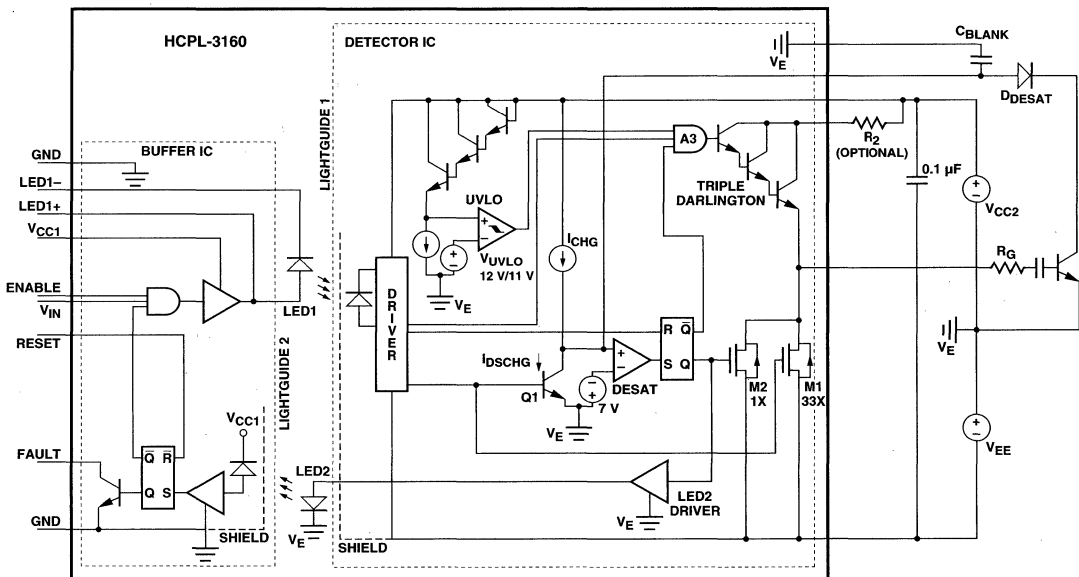 HCPL-3160
DETECTOR IC
V_E
C_BLANK
D_DESAT
LIGHTGUIDE 1
A3
R_2
(OPTIONAL)
0.1 µF
BUFFER IC
GND
LED1–
LED1+
V_CC1
ENABLE
V_IN
RESET
LED1
UVLO
+
–
V_UVLO
12 V/11 V
+
–
V_E
TRIPLE
DARLINGTON
I_CHG
+
–
V_CC2
R_G
V_E
DRIVER
LIGHTGUIDE 2
I_DSCHG
Q1
+
–
DESAT
–
+
7 V
V_E
R Q̅
S Q
M2
1X
M1
33X
+
–
V_EE
V_CC1
FAULT
Q̅ R̅
Q S
GND
SHIELD
LED2
V_E
LED2
DRIVER
V_E
SHIELD